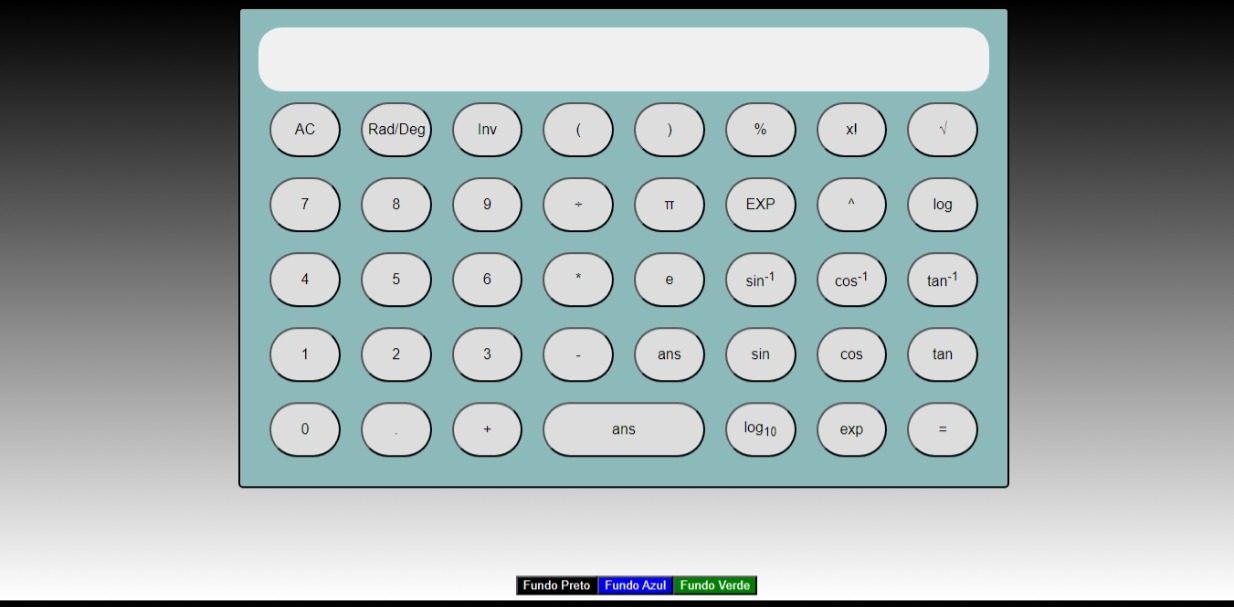 AC Rad/Deg Inv ( ) % x! √
7 8 9 ÷ π EXP ^ log
4 5 6 * e sin⁻¹ cos⁻¹ tan⁻¹
1 2 3 - ans sin cos tan
0 . + ans log₁₀ exp =
Fundo Preto Fundo Azul Fundo Verde